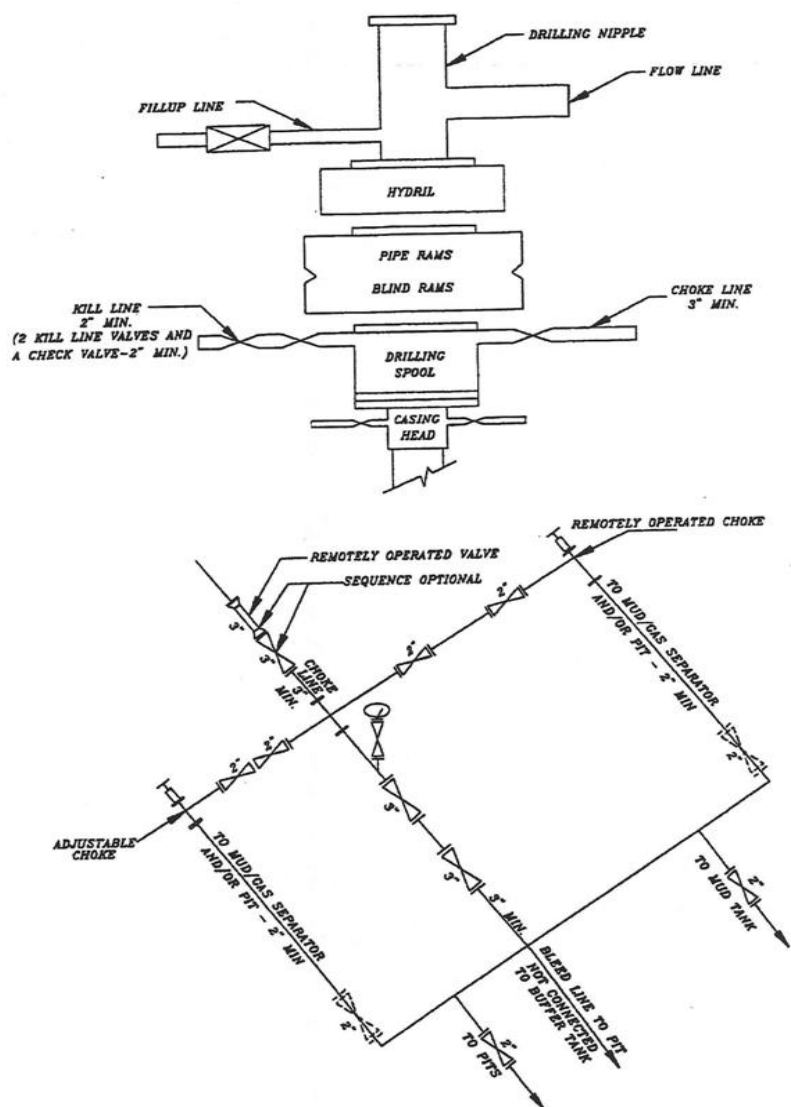 DRILLING NIPPLE
FLOW LINE
FILLUP LINE
HYDRIL
PIPE RAMS
BLIND RAMS
KILL LINE
2" MIN.
(2 KILL LINE VALVES AND
A CHECK VALVE-2" MIN.)
CHOKE LINE
3" MIN.
DRILLING
SPOOL
CASING
HEAD
REMOTELY OPERATED CHOKE
REMOTELY OPERATED VALVE
SEQUENCE OPTIONAL
3"
3"
CHOKE
LINE
3"
MIN.
2"
2"
TO MUD/GAS SEPARATOR
AND/OR PIT - 2" MIN
2"
2"
2"
3"
3"
3" MIN.
ADJUSTABLE
CHOKE
TO MUD/GAS SEPARATOR
AND/OR PIT - 2" MIN
2"
2"
TO MUD TANK
BLEED LINE TO PIT
NOT CONNECTED
TO BUFFER TANK
2"
TO PITS